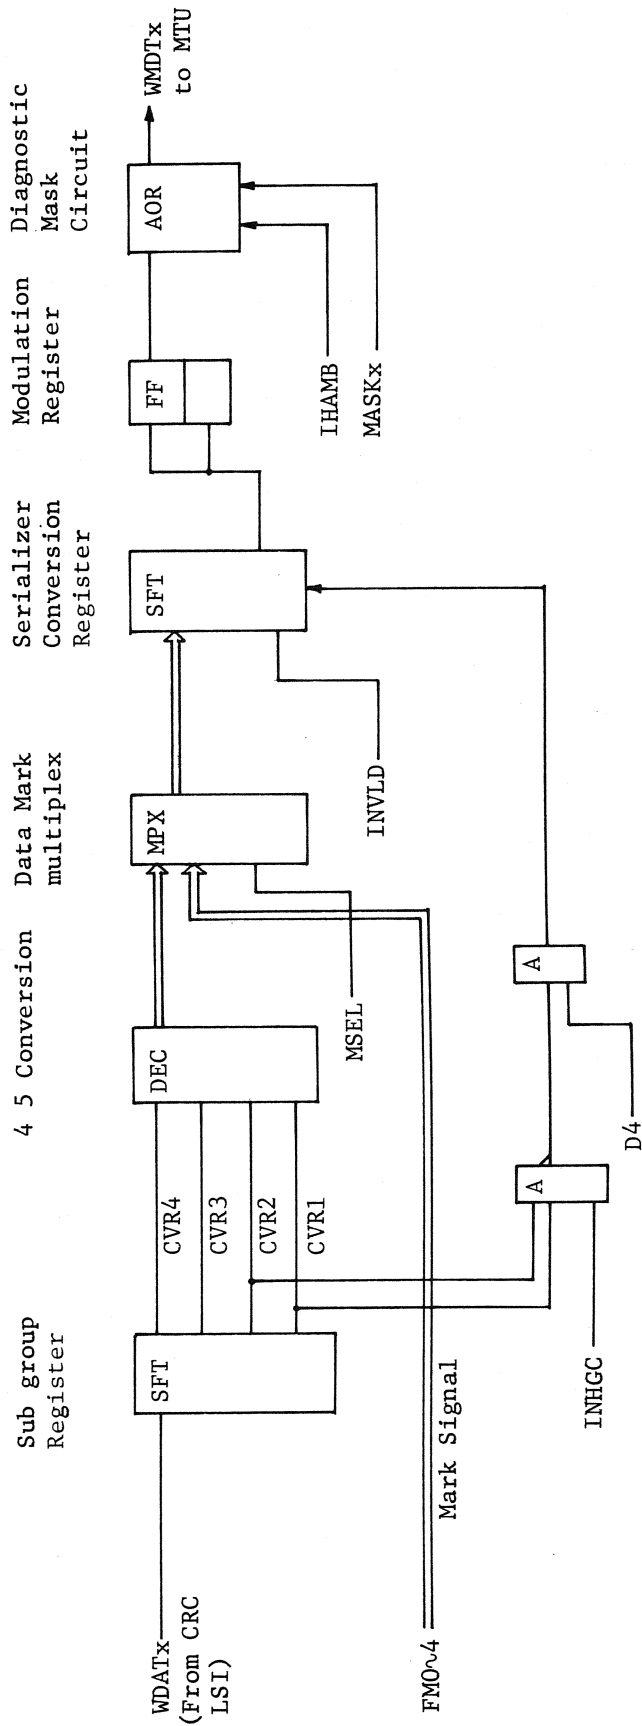 Sub group
Register
4 5 Conversion
Data Mark
multiplex
Serializer
Conversion
Register
Modulation
Register
Diagnostic
Mask
Circuit
WDATx
(From CRC
LSI)
SFT
CVR4
CVR3
CVR2
CVR1
DEC
MPX
SFT
FF
AOR
WMDTx
to MTU
MSEL
INVLD
IHAMB
MASKx
FM0~4
Mark Signal
INHGC
A
D4
A